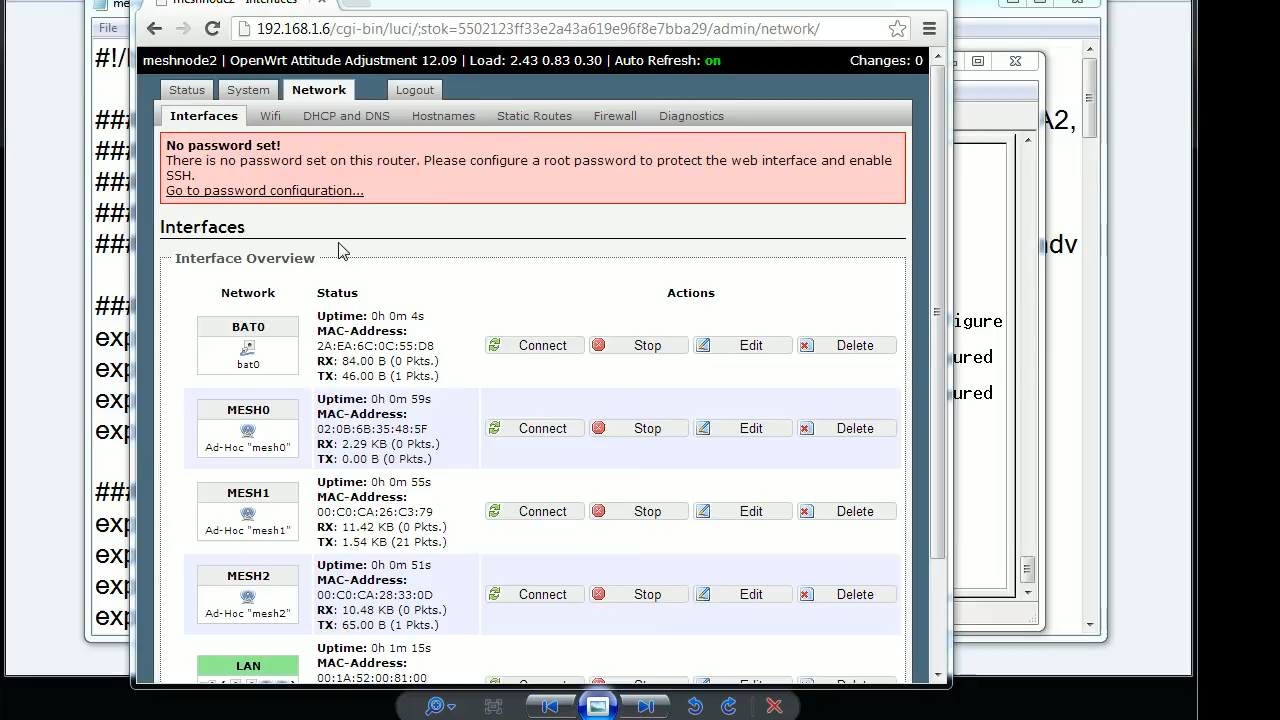 meshnode2 - Interfaces
File
192.168.1.6/cgi-bin/luci/;stok=5502123ff33e2a43a619e96f8e7bba29/admin/network/
#!/
meshnode2 | OpenWrt Attitude Adjustment 12.09 | Load: 2.43 0.83 0.30 | Auto Refresh: on
Changes: 0
Status
System
Network
Logout
Interfaces
Wifi
DHCP and DNS
Hostnames
Static Routes
Firewall
Diagnostics
###
A2,
No password set!
There is no password set on this router. Please configure a root password to protect the web interface and enable
SSH.
Go to password configuration...
###
###
###
Interfaces
###
ndv
Interface Overview
Network
Status
Actions
###
BAT0
bat0
Uptime: 0h 0m 4s
MAC-Address:
2A:EA:6C:0C:55:D8
RX: 84.00 B (0 Pkts.)
TX: 46.00 B (1 Pkts.)
Connect
Stop
Edit
Delete
igure
exp
ured
exp
ured
MESH0
Ad-Hoc "mesh0"
Uptime: 0h 0m 59s
MAC-Address:
02:0B:6B:35:48:5F
RX: 2.29 KB (0 Pkts.)
TX: 0.00 B (0 Pkts.)
Connect
Stop
Edit
Delete
exp
exp
MESH1
Ad-Hoc "mesh1"
Uptime: 0h 0m 55s
MAC-Address:
00:C0:CA:26:C3:79
RX: 11.42 KB (0 Pkts.)
TX: 1.54 KB (21 Pkts.)
Connect
Stop
Edit
Delete
###
exp
exp
MESH2
Ad-Hoc "mesh2"
Uptime: 0h 0m 51s
MAC-Address:
00:C0:CA:28:33:0D
RX: 10.48 KB (0 Pkts.)
TX: 65.00 B (1 Pkts.)
Connect
Stop
Edit
Delete
exp
exp
LAN
Uptime: 0h 1m 15s
MAC-Address:
00:1A:52:00:81:00